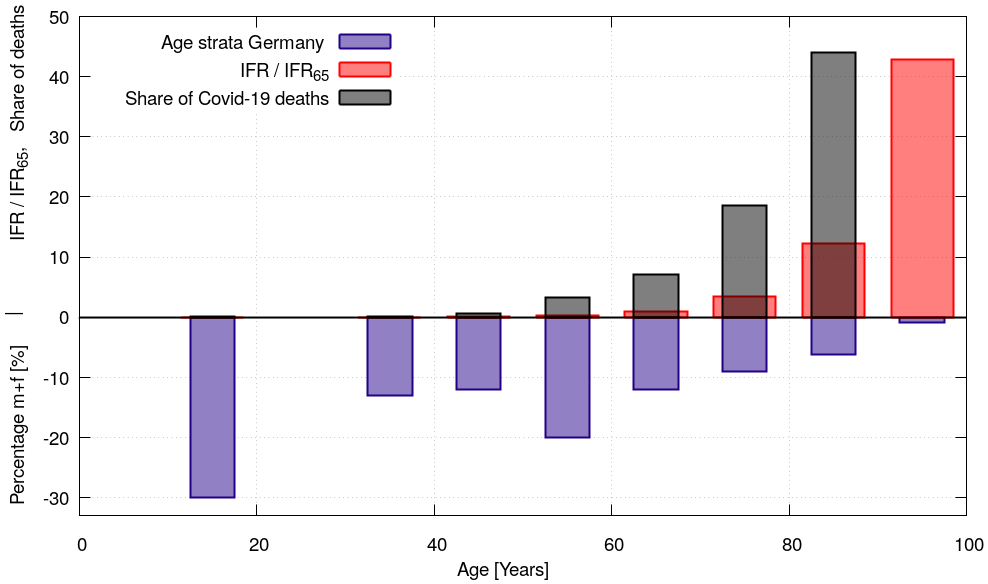 Age strata Germany
IFR / IFR65
Share of Covid-19 deaths
50
40
30
20
10
0
-10
-20
-30
Percentage m+f [%] | IFR / IFR65, Share of deaths
0 20 40 60 80 100
Age [Years]